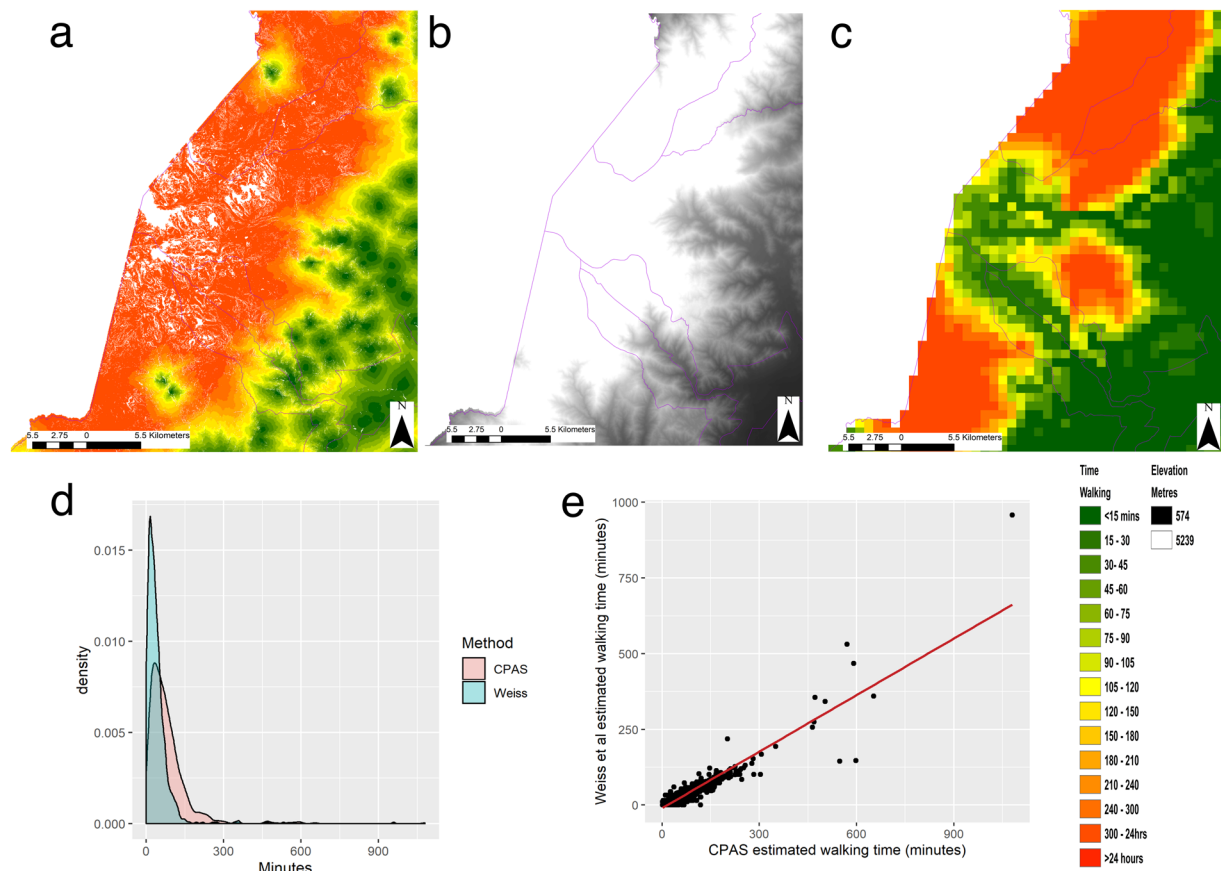 a
b
c
N
5.5 2.75 0 5.5 Kilometers
N
5.5 2.75 0 5.5 Kilometers
N
5.5 2.75 0 5.5 Kilometers
d
0.015
0.010
0.005
0.000
density
0 300 600 900
Minutes
Method
CPAS
Weiss
e
1000
750
500
250
0
Weiss et al estimated walking time (minutes)
0 300 600 900
CPAS estimated walking time (minutes)
Time
Walking
<15 mins
15 - 30
30- 45
45 -60
60 - 75
75 - 90
90 - 105
105 - 120
120 - 150
150 - 180
180 - 210
210 - 240
240 - 300
300 - 24hrs
>24 hours
Elevation
Metres
574
5239